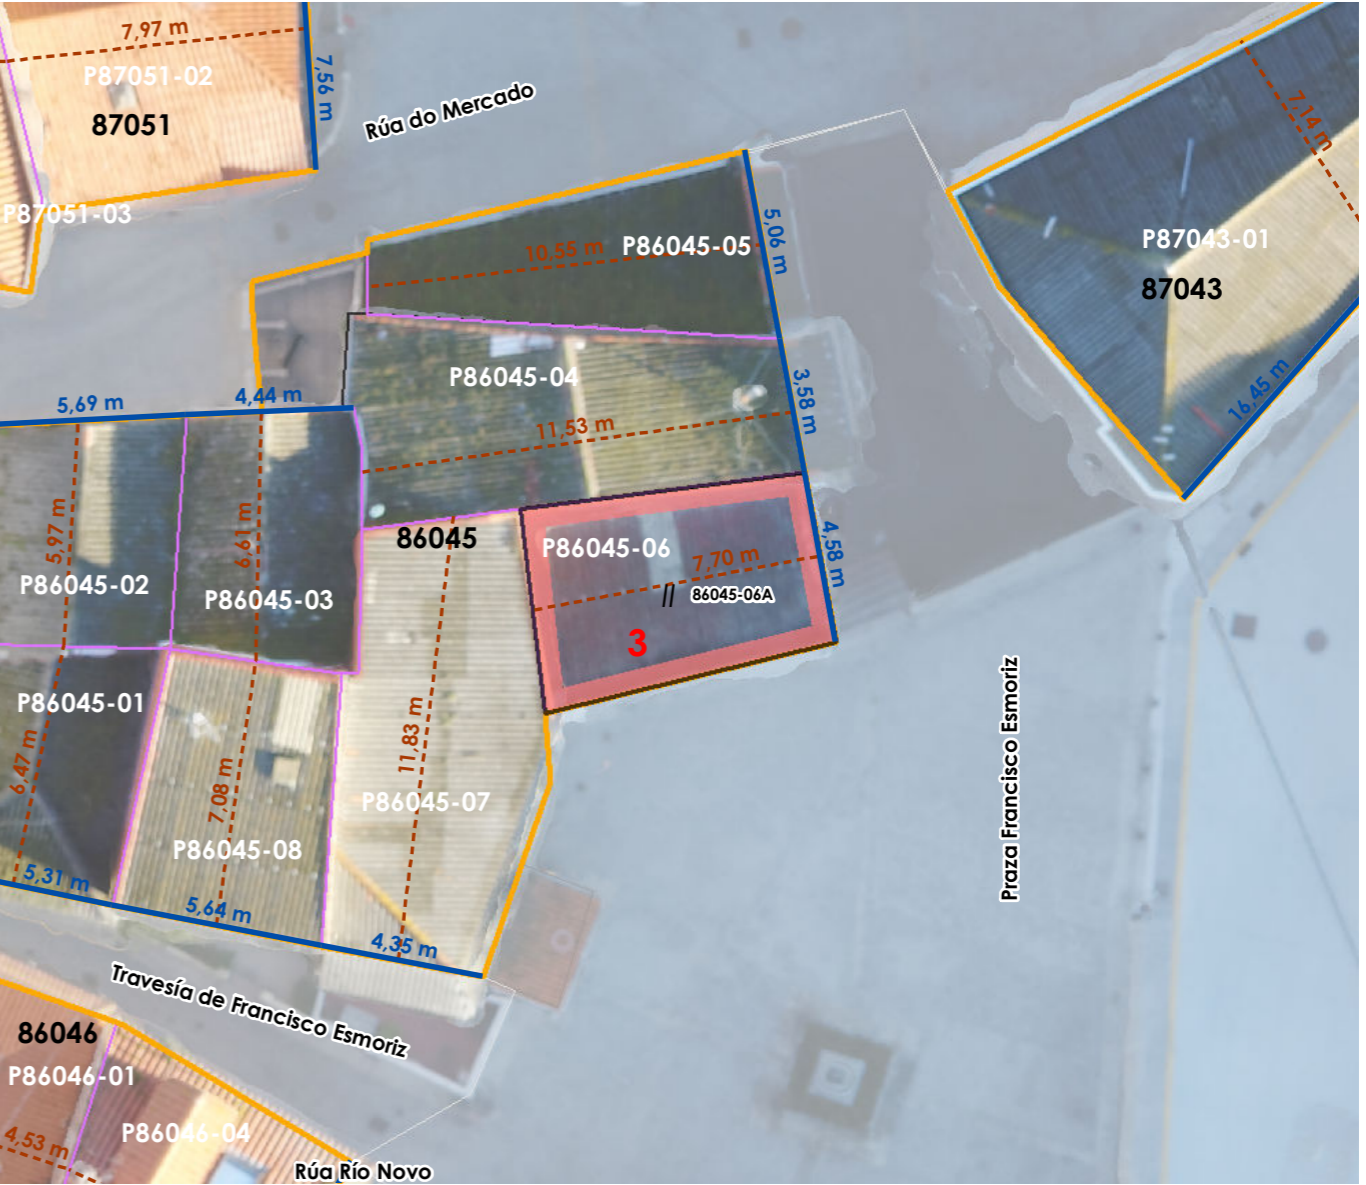 7,97 m
P87051-02
87051
7,56 m
P87051-03
Rúa do Mercado
7,14 m
P87043-01
87043
16,45 m
5,06 m
10,55 m
P86045-05
P86045-04
3,58 m
11,53 m
5,69 m
4,44 m
5,97 m
6,61 m
86045
P86045-06
7,70 m
4,58 m
// 86045-06A
3
P86045-02
P86045-03
P86045-01
6,47 m
7,08 m
11,83 m
P86045-07
P86045-08
5,31 m
5,64 m
4,35 m
Praza Francisco Esmoriz
Travesía de Francisco Esmoriz
86046
P86046-01
P86046-04
4,53 m
Rúa Río Novo